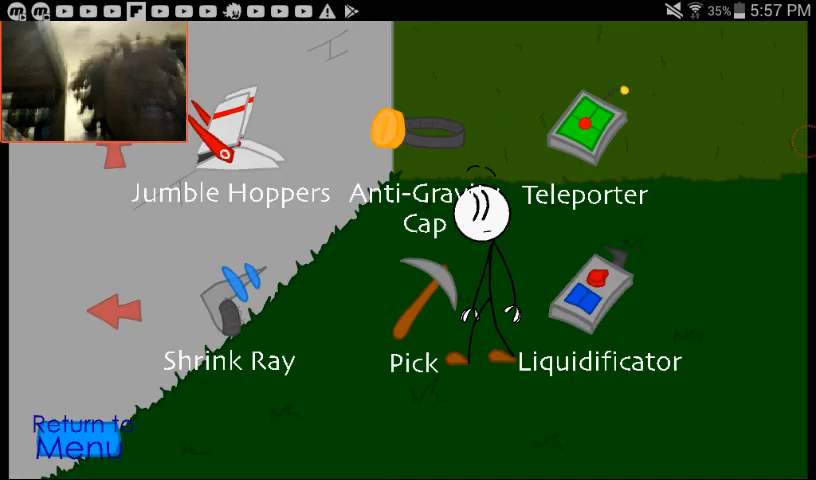 35% 5:57 PM
Jumble Hoppers Anti-Gravity Teleporter
Cap
Shrink Ray Pick Liquidificator
Return to
Menu